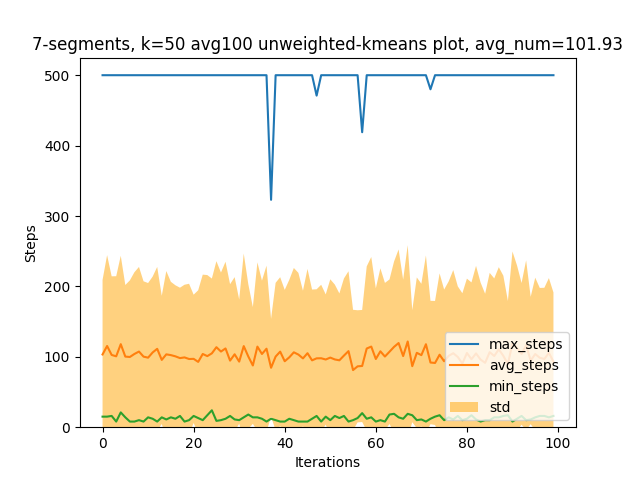 7-segments, k=50 avg100 unweighted-kmeans plot, avg_num=101.93
500
400
300
200
100
0
Steps
max_steps
avg_steps
min_steps
std
0 20 40 60 80 100
Iterations